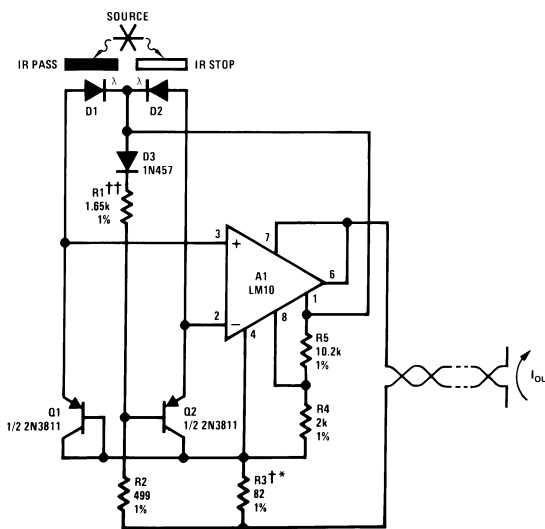 SOURCE
IR PASS
IR STOP
λ
λ
D1
D2
D3
1N457
R1††
1.65k
1%
3
+
7
A1
LM10
6
1
2
−
4
8
R5
10.2k
1%
R4
2k
1%
IOU
Q1
1/2 2N3811
Q2
1/2 2N3811
R2
499
1%
R3†*
82
1%